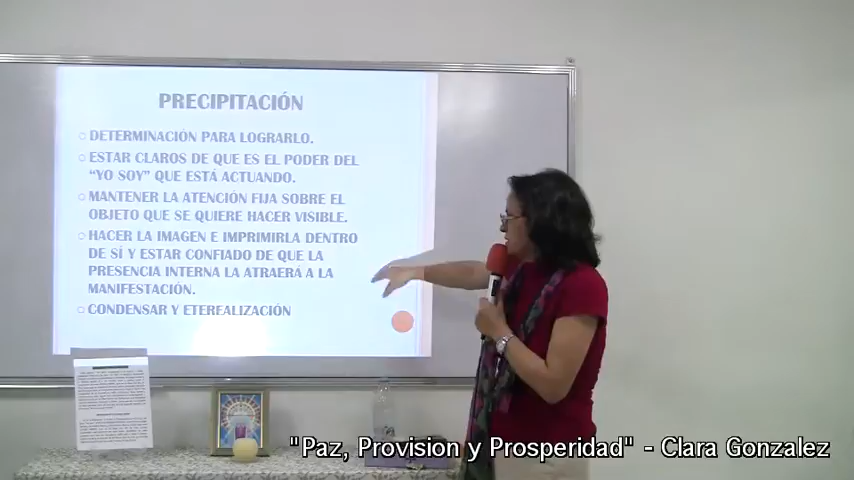 PRECIPITACIÓN
DETERMINACIÓN PARA LOGRARLO.
ESTAR CLAROS DE QUE ES EL PODER DEL
“YO SOY” QUE ESTÁ ACTUANDO.
MANTENER LA ATENCIÓN FIJA SOBRE EL
OBJETO QUE SE QUIERE HACER VISIBLE.
HACER LA IMAGEN E IMPRIMIRLA DENTRO
DE SÍ Y ESTAR CONFIADO DE QUE LA
PRESENCIA INTERNA LA ATRAERÁ A LA
MANIFESTACIÓN.
CONDENSAR Y ETEREALIZACIÓN
"Paz, Provision y Prosperidad" - Clara Gonzalez